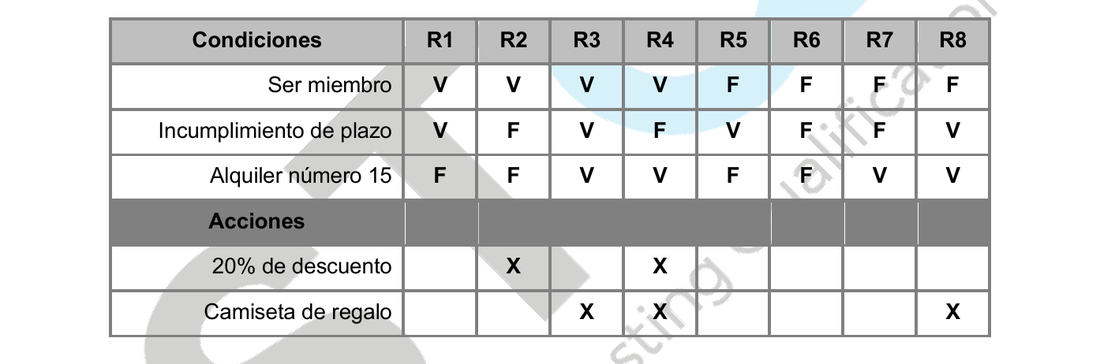 Condiciones R1 R2 R3 R4 R5 R6 R7 R8
Ser miembro V V V V F F F F
Incumplimiento de plazo V F V F V F F V
Alquiler número 15 F F V V F F V V
Acciones
20% de descuento X X
Camiseta de regalo X X X